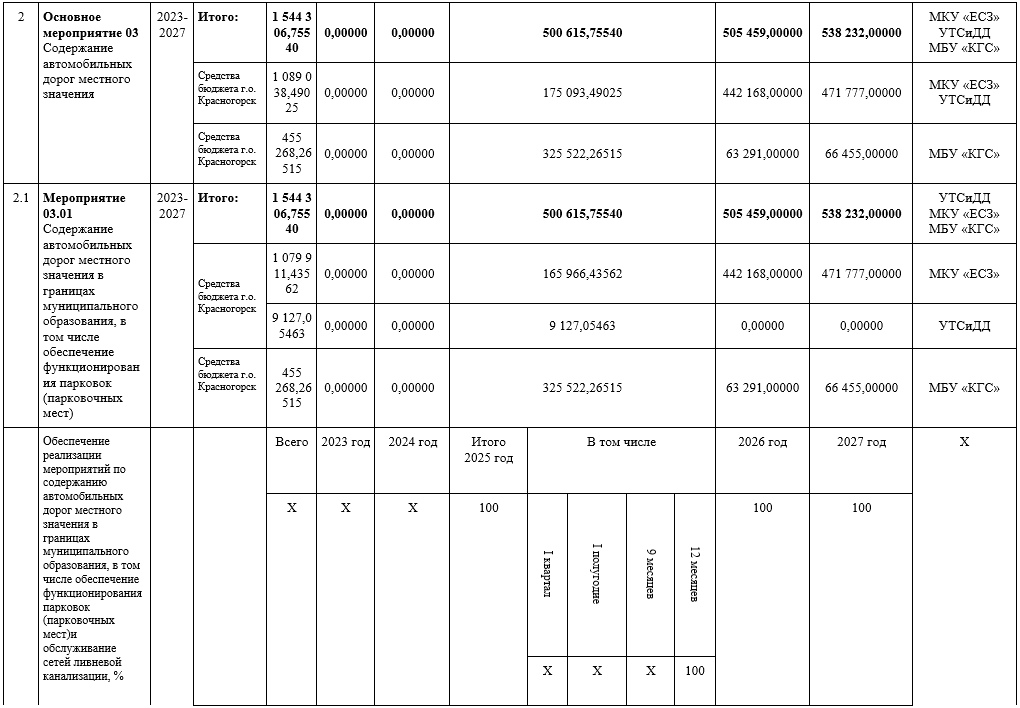 2
Основное
мероприятие 03
Содержание
автомобильных
дорог местного
значения
2023-
2027
Итого:
1 544 3
06,755
40
0,00000
0,00000
500 615,75540
505 459,00000
538 232,00000
МКУ «ЕСЗ»
УТСиДД
МБУ «КГС»
Средства
бюджета г.о.
Красногорск
1 089 0
38,490
25
0,00000
0,00000
175 093,49025
442 168,00000
471 777,00000
МКУ «ЕСЗ»
УТСиДД
Средства
бюджета г.о.
Красногорск
455
268,26
515
0,00000
0,00000
325 522,26515
63 291,00000
66 455,00000
МБУ «КГС»
2.1
Мероприятие
03.01
Содержание
автомобильных
дорог местного
значения в
границах
муниципального
образования, в
том числе
обеспечение
функционирован
ия парковок
(парковочных
мест)
2023-
2027
Итого:
1 544 3
06,755
40
0,00000
0,00000
500 615,75540
505 459,00000
538 232,00000
УТСиДД
МКУ «ЕСЗ»
МБУ «КГС»
Средства
бюджета г.о.
Красногорск
1 079 9
11,435
62
0,00000
0,00000
165 966,43562
442 168,00000
471 777,00000
МКУ «ЕСЗ»
9 127,0
5463
0,00000
0,00000
9 127,05463
0,00000
0,00000
УТСиДД
Средства
бюджета г.о.
Красногорск
455
268,26
515
0,00000
0,00000
325 522,26515
63 291,00000
66 455,00000
МБУ «КГС»
Обеспечение
реализации
мероприятий по
содержанию
автомобильных
дорог местного
значения в
границах
муниципального
образования, в том
числе обеспечение
функционирования
парковок
(парковочных
мест)и
обслуживание
сетей ливневой
канализации, %
Всего
2023 год
2024 год
Итого
2025 год
В том числе
2026 год
2027 год
Х
Х
Х
Х
100
I квартал
I полугодие
9 месяцев
12 месяцев
100
100
Х
Х
Х
100